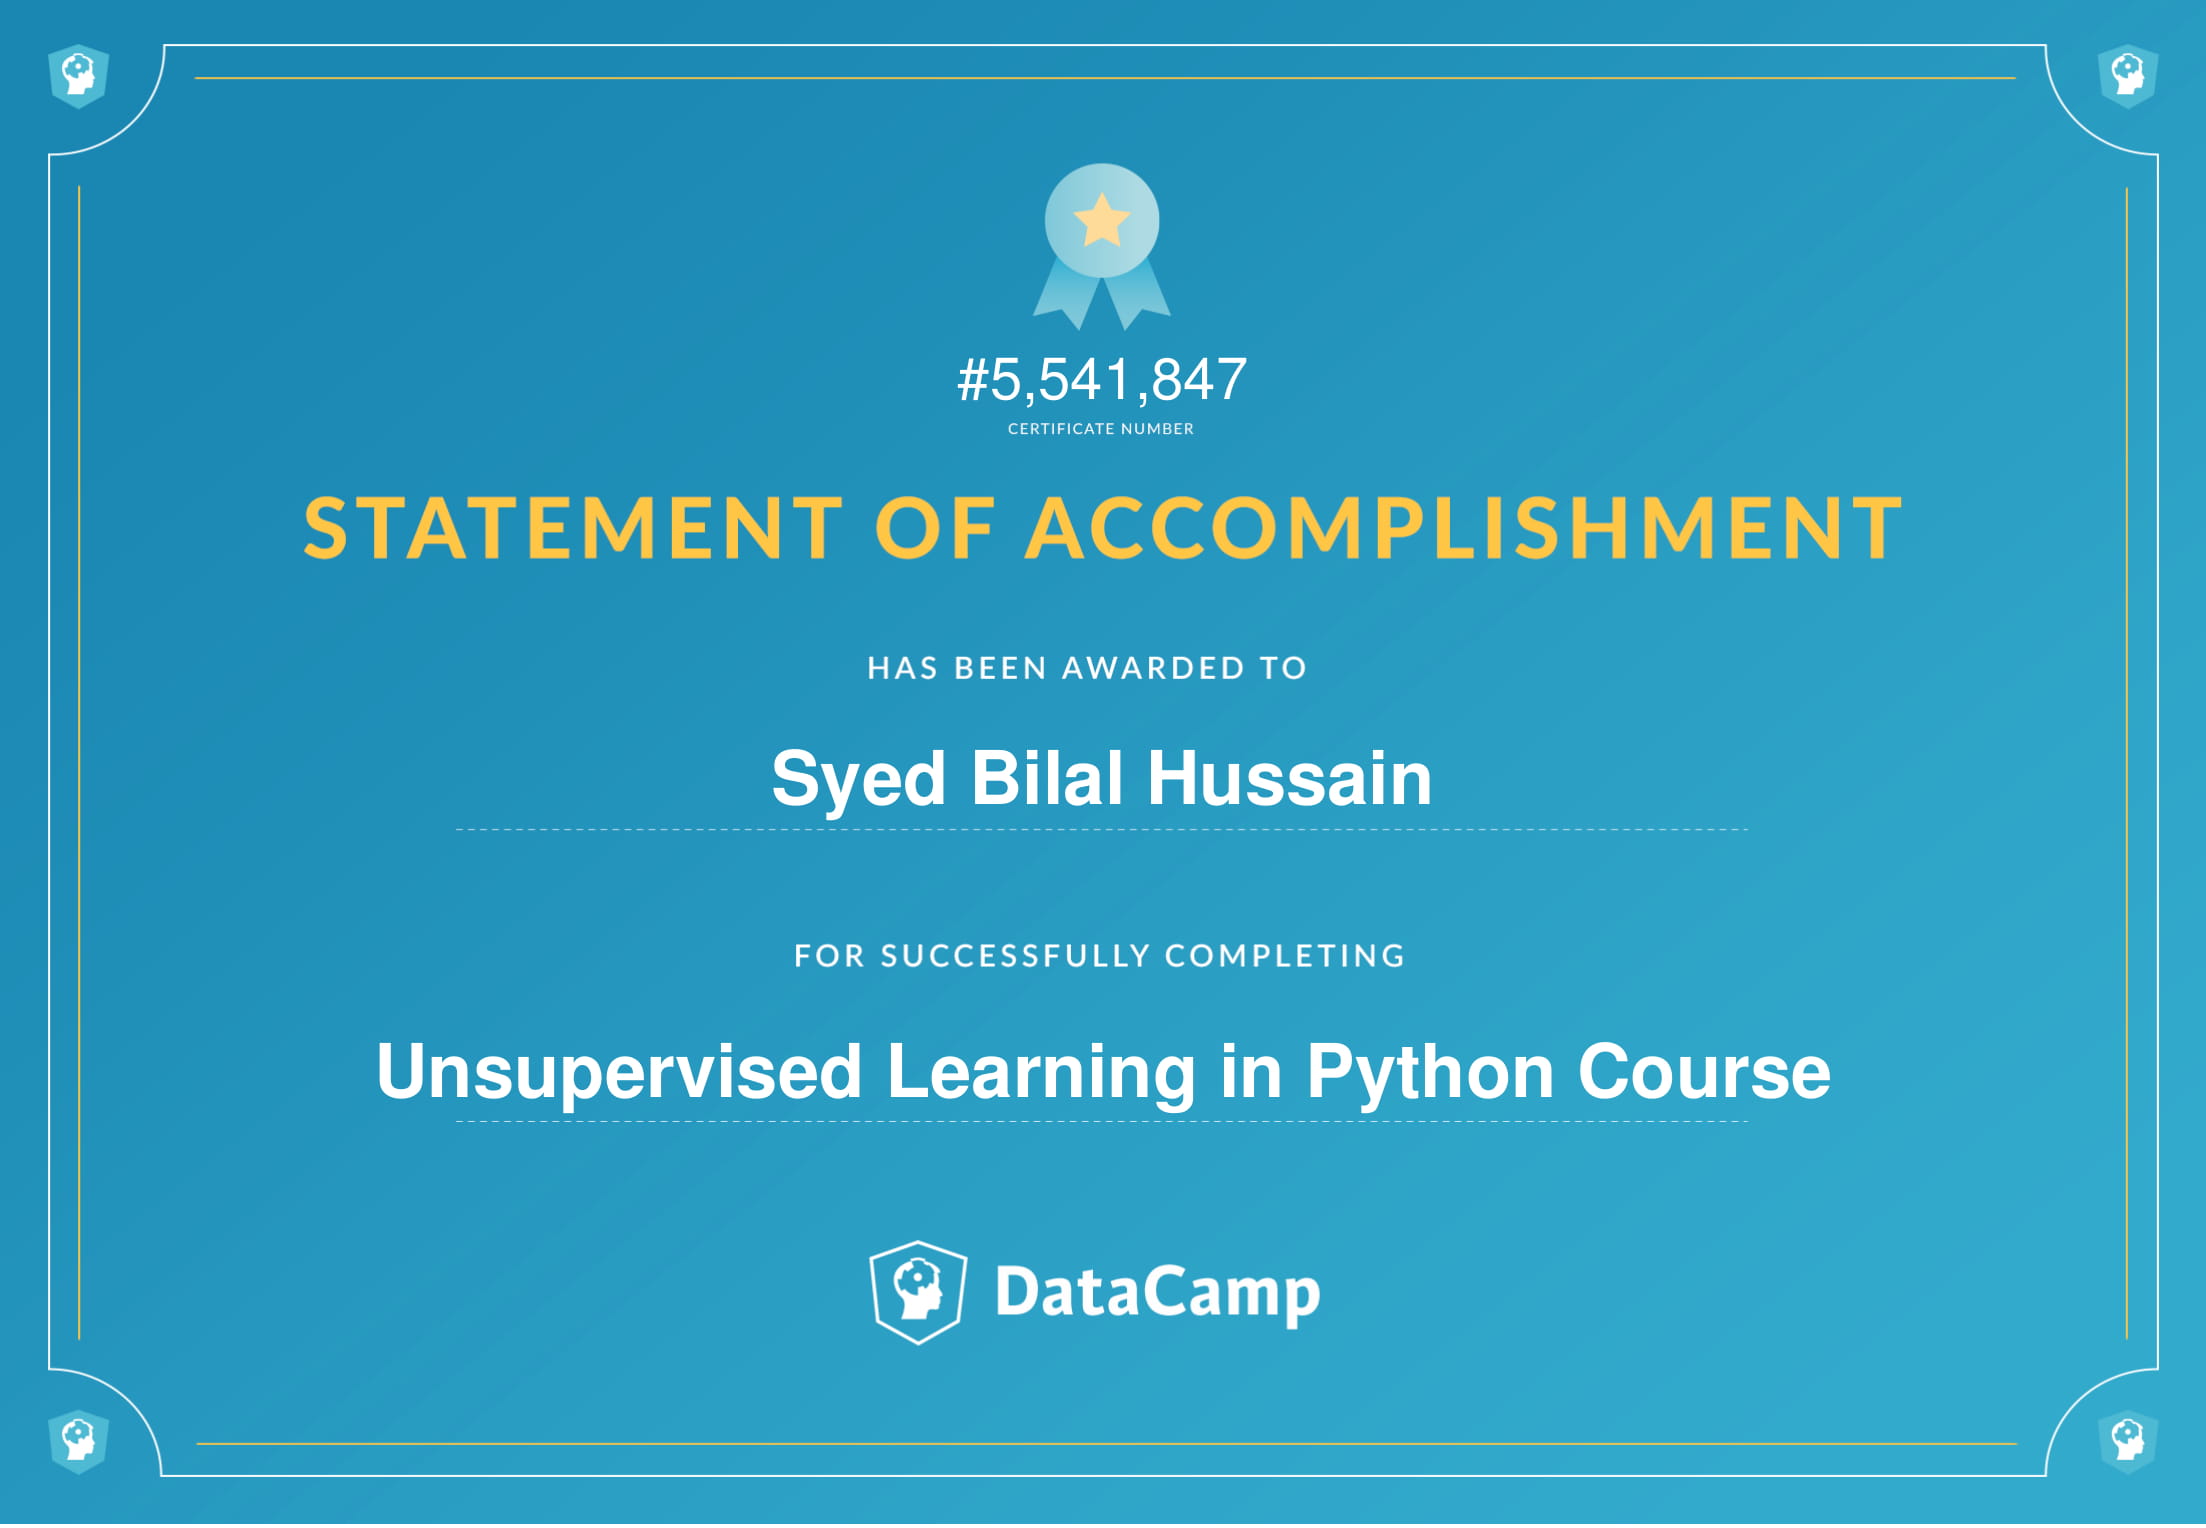 #5,541,847
CERTIFICATE NUMBER
STATEMENT OF ACCOMPLISHMENT
HAS BEEN AWARDED TO
Syed Bilal Hussain
FOR SUCCESSFULLY COMPLETING
Unsupervised Learning in Python Course
DataCamp